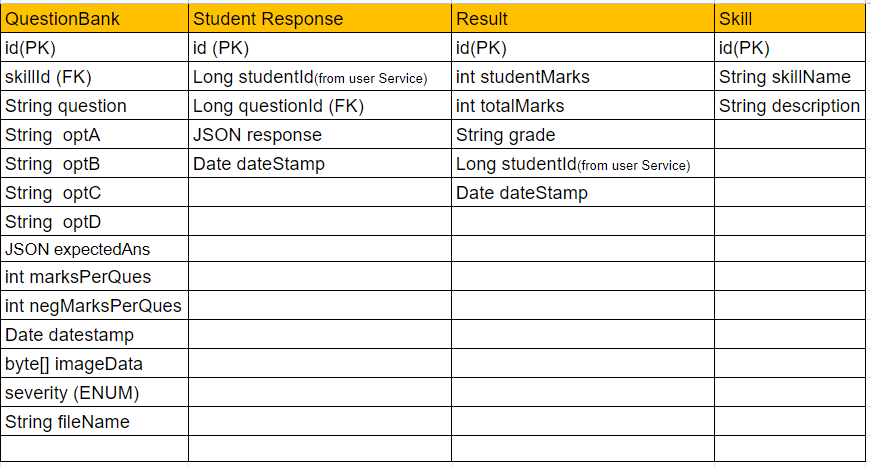 QuestionBank Student Response Result Skill
id(PK) id (PK) id(PK) id(PK)
skillId (FK) Long studentId(from user Service) int studentMarks String skillName
String question Long questionId (FK) int totalMarks String description
String optA JSON response String grade
String optB Date dateStamp Long studentId(from user Service)
String optC Date dateStamp
String optD
JSON expectedAns
int marksPerQues
int negMarksPerQues
Date datestamp
byte[] imageData
severity (ENUM)
String fileName